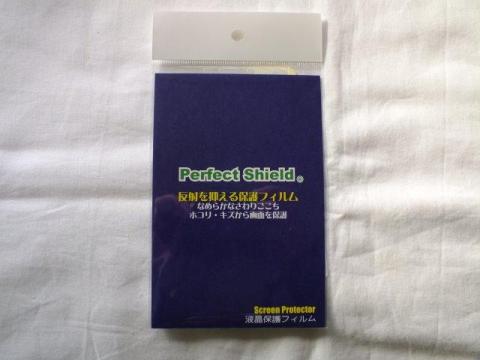 Perfect Shield®
反射を抑える保護フィルム
なめらかなさわりごこち
ホコリ・キズから画面を保護
Screen Protector
液晶保護フィルム